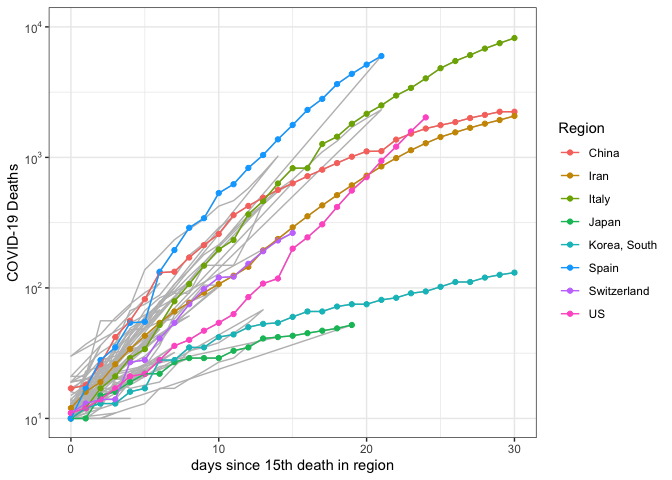 COVID-19 Deaths
10⁴
10³
10²
10¹
0
10
20
30
days since 15th death in region
Region
China
Iran
Italy
Japan
Korea, South
Spain
Switzerland
US